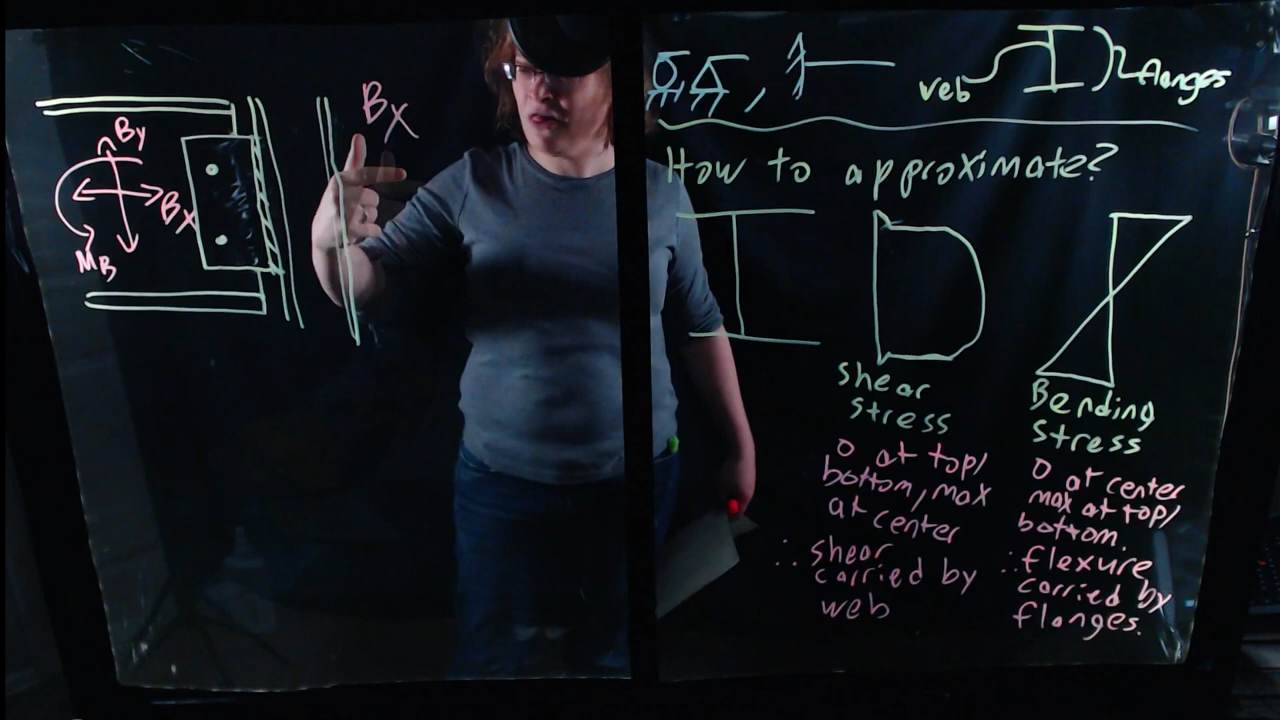 By
Bx
MB
Bx
web
flanges
How to approximate?
shear
stress
0 at top/
bottom, max
at center
∴ shear
carried by
web
Bending
stress
0 at center
max at top/
bottom.
∴ flexure
carried by
flanges.